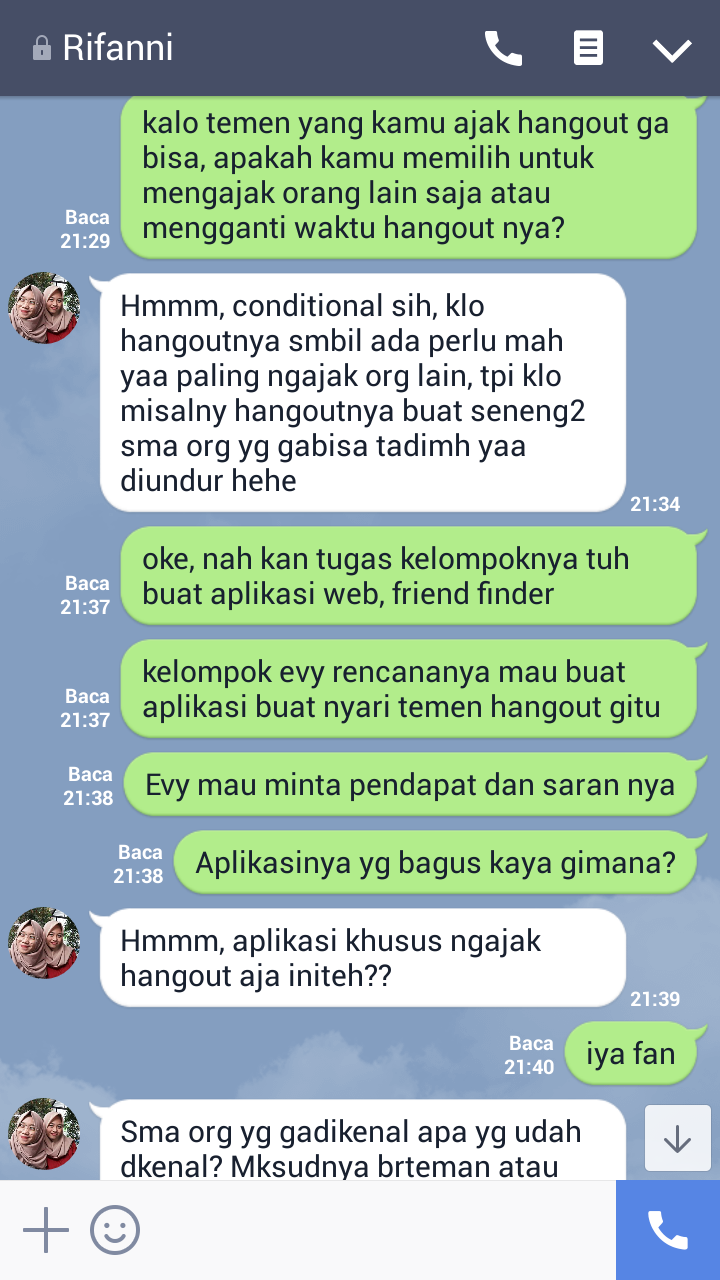 Rifanni
kalo temen yang kamu ajak hangout ga
bisa, apakah kamu memilih untuk
mengajak orang lain saja atau
mengganti waktu hangout nya?
Baca
21:29
Hmmm, conditional sih, klo
hangoutnya smbil ada perlu mah
yaa paling ngajak org lain, tpi klo
misalny hangoutnya buat seneng2
sma org yg gabisa tadimh yaa
diundur hehe
21:34
oke, nah kan tugas kelompoknya tuh
buat aplikasi web, friend finder
Baca
21:37
kelompok evy rencananya mau buat
aplikasi buat nyari temen hangout gitu
Baca
21:37
Evy mau minta pendapat dan saran nya
Baca
21:38
Aplikasinya yg bagus kaya gimana?
Baca
21:38
Hmmm, aplikasi khusus ngajak
hangout aja initeh??
21:39
iya fan
Baca
21:40
Sma org yg gadikenal apa yg udah
dkenal? Mksudnya brteman atau